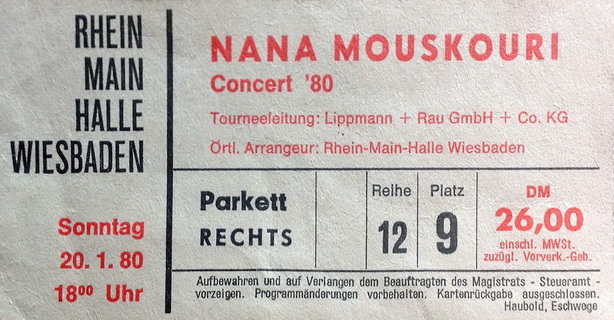 RHEIN
MAIN
HALLE
WIESBADEN
Sonntag
20. 1. 80
18⁰⁰ Uhr
NANA MOUSKOURI
Concert '80
Tourneeleitung: Lippmann + Rau GmbH + Co. KG
Örtl. Arrangeur: Rhein-Main-Halle Wiesbaden
Parkett
RECHTS
Reihe
12
Platz
9
DM
26,00
einschl. MWSt.
zuzügl. Vorverk.-Geb.
Aufbewahren und auf Verlangen dem Beauftragten des Magistrats - Steueramt -
vorzeigen. Programmänderungen vorbehalten. Kartenrückgabe ausgeschlossen.
Haubold, Eschwege